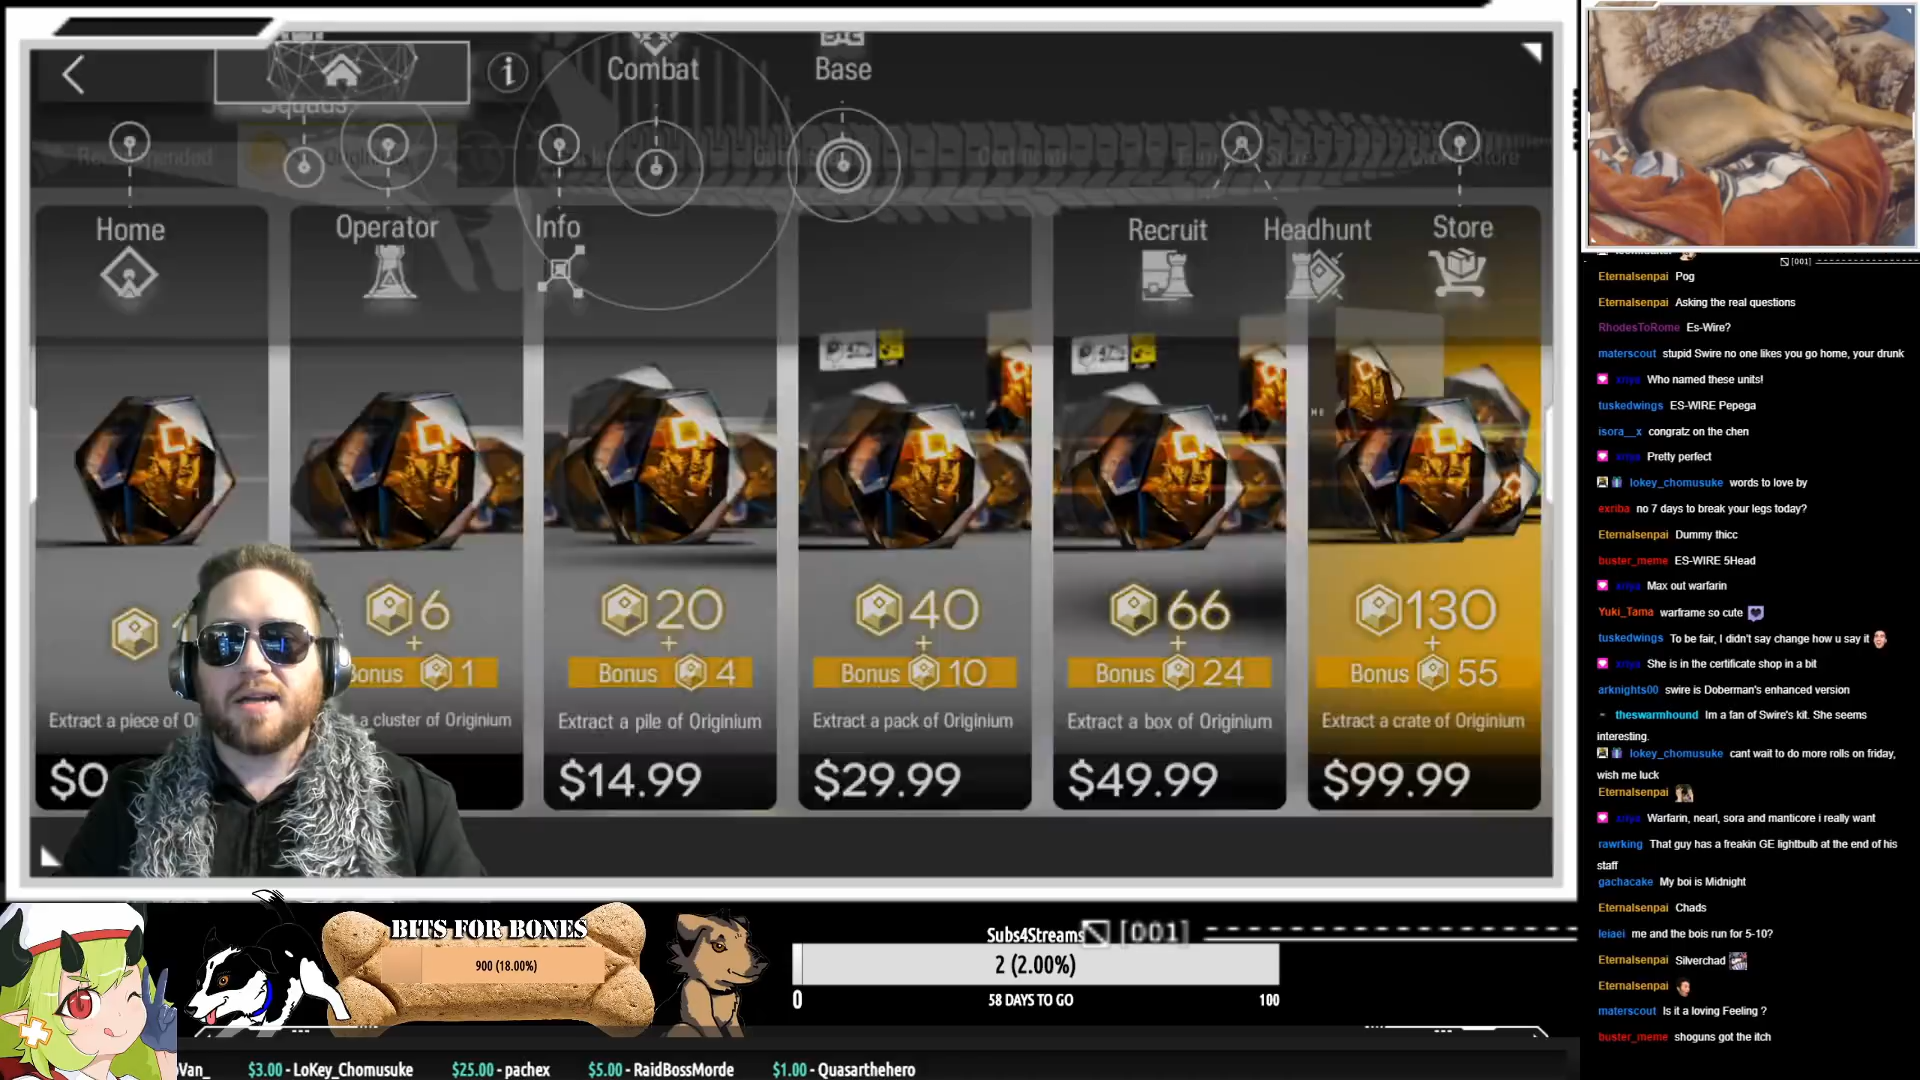 Combat
Base
Squads
Home
Operator
Info
Recruit
Headhunt
Store
6
+
Bonus 1
20
+
Bonus 4
40
+
Bonus 10
66
+
Bonus 24
130
+
Bonus 55
Extract a piece of
a cluster of Originium
Extract a pile of Originium
Extract a pack of Originium
Extract a box of Originium
Extract a crate of Originium
$0
$14.99
$29.99
$49.99
$99.99
[001]
Eternalsenpai Pog
Eternalsenpai Asking the real questions
RhodesToRome Es-Wire?
materscout stupid Swire no one likes you go home, your drunk
Who named these units!
tuskedwings ES-WIRE Pepega
isora__x congratz on the chen
Pretty perfect
lokey_chomusuke words to love by
exriba no 7 days to break your legs today?
Eternalsenpai Dummy thicc
buster_meme ES-WIRE 5Head
Max out warfarin
Yuki_Tama warframe so cute
tuskedwings To be fair, I didn't say change how u say it
She is in the certificate shop in a bit
arknights00 swire is Doberman's enhanced version
theswarmhound Im a fan of Swire's kit. She seems
interesting.
lokey_chomusuke cant wait to do more rolls on friday,
wish me luck
Eternalsenpai
Warfarin, nearl, sora and manticore i really want
rawrking That guy has a freakin GE lightbulb at the end of his
staff
gachacake My boi is Midnight
Eternalsenpai Chads
leiaei me and the bois run for 5-10?
Eternalsenpai Silverchad
Eternalsenpai
materscout Is it a loving Feeling ?
buster_meme shoguns got the itch
BITS FOR BONES
900 (18.00%)
Subs4Streams
[001]
2 (2.00%)
0
58 DAYS TO GO
100
oVan_
$3.00 - LoKey_Chomusuke
$25.00 - pachex
$5.00 - RaidBossMorde
$1.00 - Quasarthehero